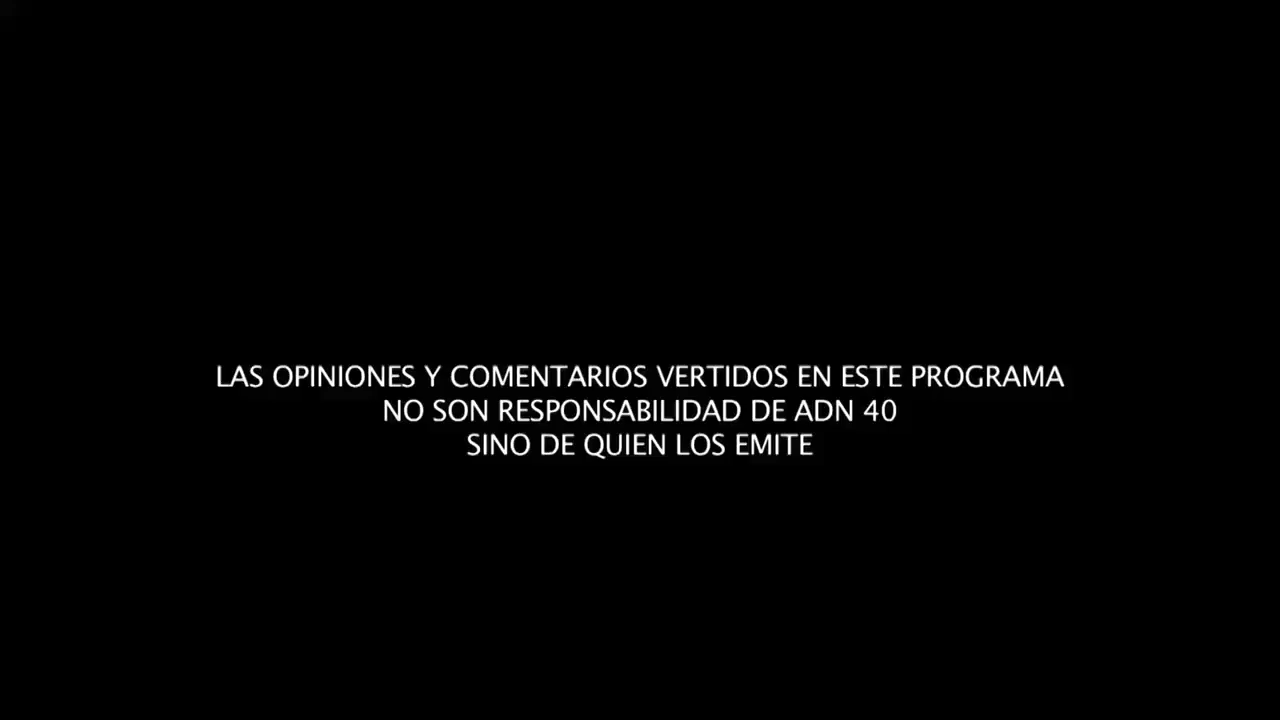 LAS OPINIONES Y COMENTARIOS VERTIDOS EN ESTE PROGRAMA
NO SON RESPONSABILIDAD DE ADN 40
SINO DE QUIEN LOS EMITE